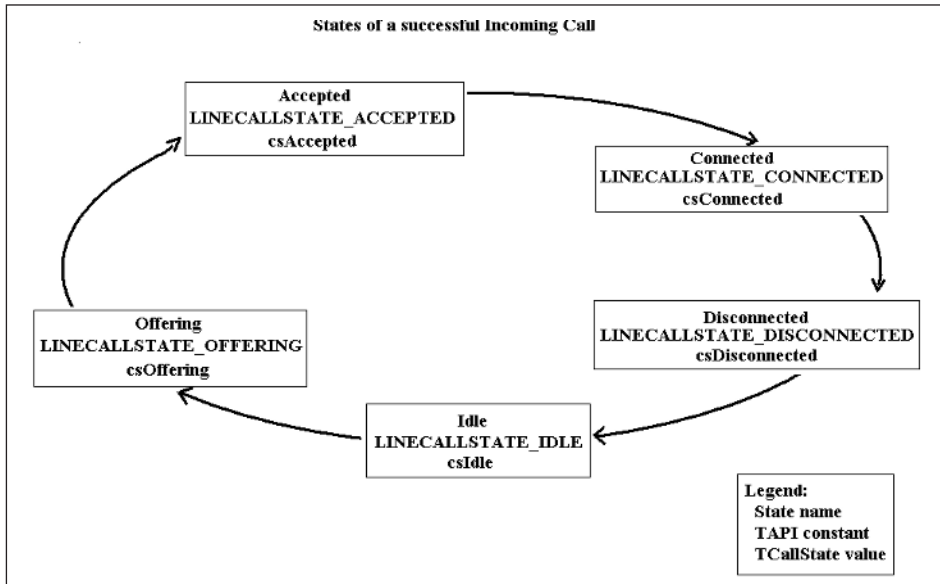 States of a successful Incoming Call
Accepted
LINECALLSTATE_ACCEPTED
csAccepted
Connected
LINECALLSTATE_CONNECTED
csConnected
Offering
LINECALLSTATE_OFFERING
csOffering
Disconnected
LINECALLSTATE_DISCONNECTED
csDisconnected
Idle
LINECALLSTATE_IDLE
csIdle
Legend:
State name
TAPI constant
TCallState value